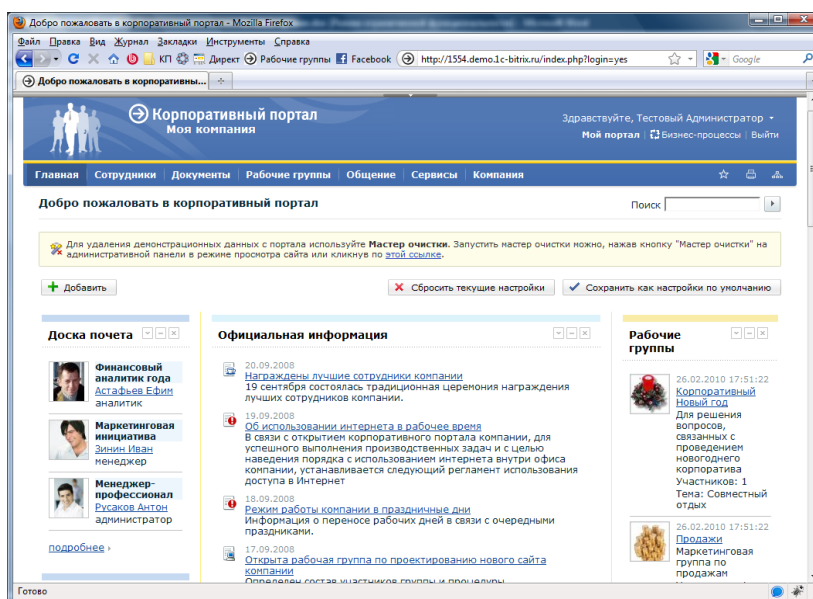 Добро пожаловать в корпоративный портал - Mozilla Firefox
Файл Правка Вид Журнал Закладки Инструменты Справка
КП Директ Рабочие группы Facebook http://1554.demo.1c-bitrix.ru/index.php?login=yes Google
Добро пожаловать в корпоративны...
Корпоративный портал
Моя компания
Здравствуйте, Тестовый Администратор
Мой портал Бизнес-процессы Выйти
Главная Сотрудники Документы Рабочие группы Общение Сервисы Компания
Добро пожаловать в корпоративный портал
Поиск
Для удаления демонстрационных данных с портала используйте Мастер очистки. Запустить мастер очистки можно, нажав кнопку "Мастер очистки" на
административной панели в режиме просмотра сайта или кликнув по этой ссылке.
Добавить
Сбросить текущие настройки
Сохранить как настройки по умолчанию
Доска почета
Финансовый
аналитик года
Астафьев Ефим
аналитик
Маркетинговая
инициатива
Зинин Иван
менеджер
Менеджер-
профессионал
Русаков Антон
администратор
подробнее
Официальная информация
20.09.2008
Награждены лучшие сотрудники компании
19 сентября состоялась традиционная церемония награждения
лучших сотрудников компании.
19.09.2008
Об использовании интернета в рабочее время
В связи с открытием корпоративного портала компании, для
успешного выполнения производственных задач и с целью
наведения порядка с использованием интернета внутри офиса
компании, устанавливается следующий регламент использования
доступа в Интернет
18.09.2008
Режим работы компании в праздничные дни
Информация о переносе рабочих дней в связи с очередными
праздниками.
17.09.2008
Открыта рабочая группа по проектированию нового сайта
компании
Определен состав участников группы и процедуры
Рабочие
группы
26.02.2010 17:51:22
Корпоративный
Новый год
Для решения
вопросов,
связанных с
проведением
новогоднего
корпоратива
Участников: 1
Тема: Совместный
отдых
26.02.2010 17:51:22
Продажи
Маркетинговая
группа по
продажам
Готово